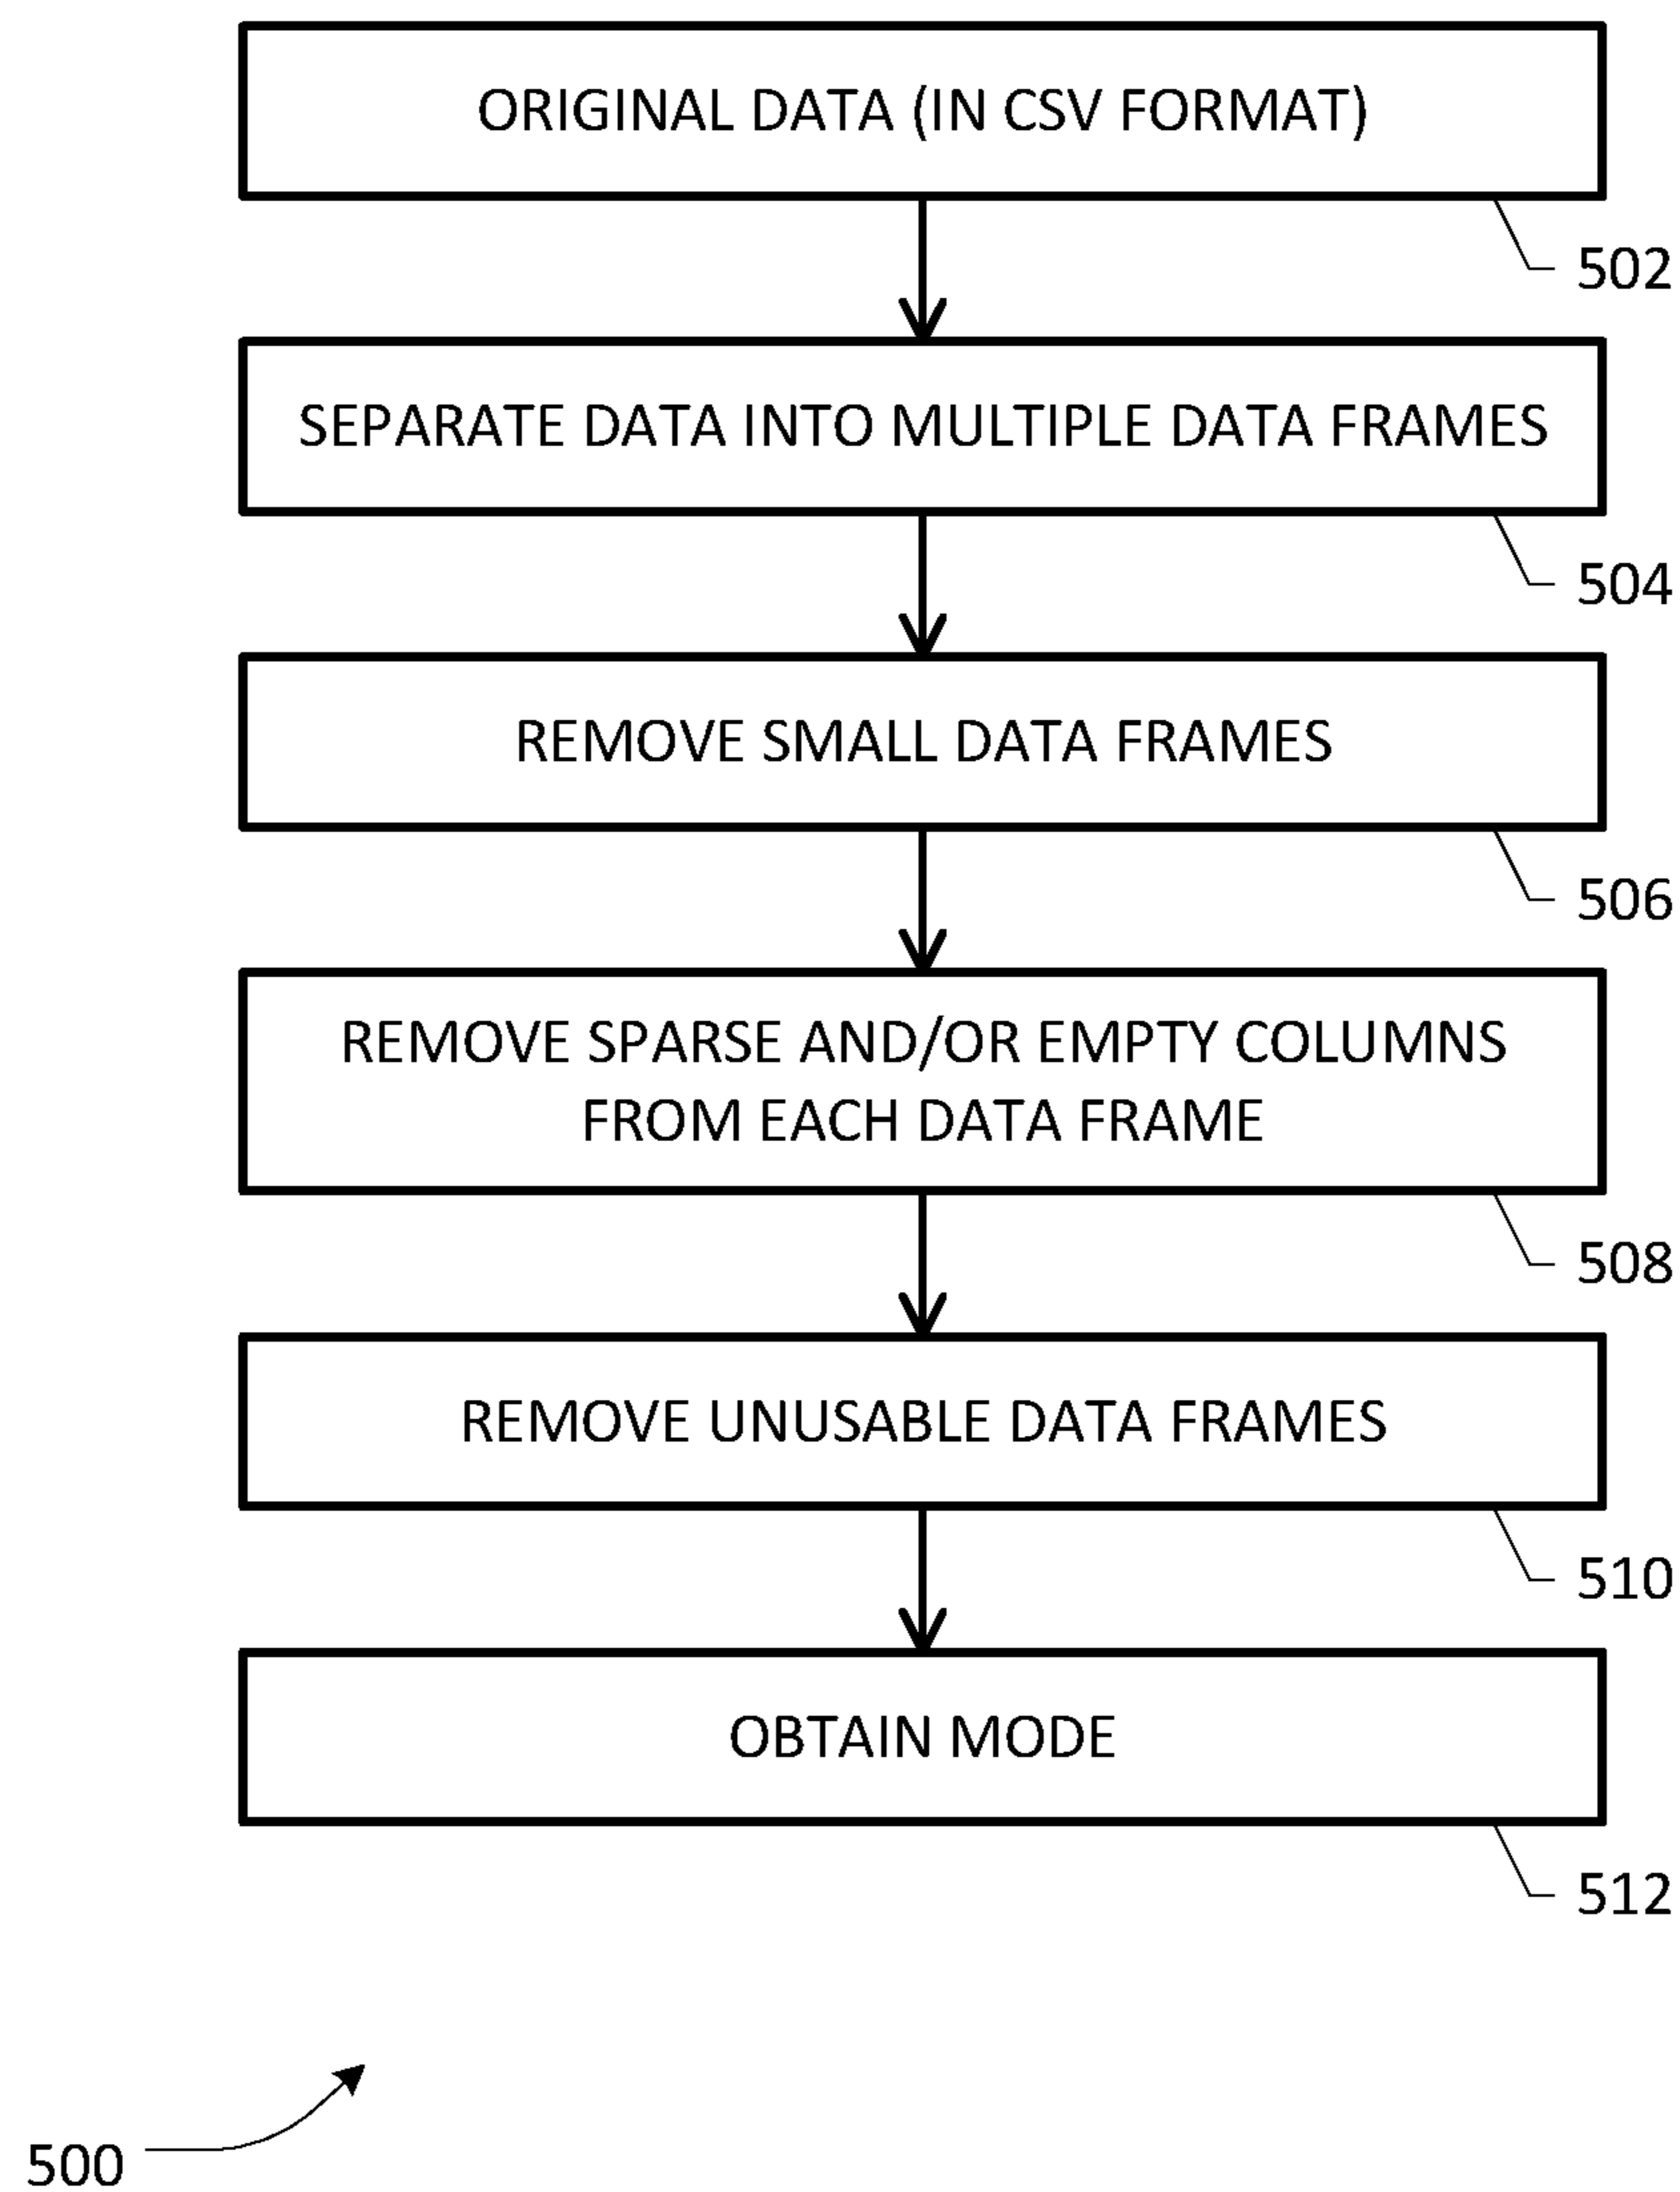 ORIGINAL DATA (IN CSV FORMAT)
502
SEPARATE DATA INTO MULTIPLE DATA FRAMES
504
REMOVE SMALL DATA FRAMES
506
REMOVE SPARSE AND/OR EMPTY COLUMNS
FROM EACH DATA FRAME
508
REMOVE UNUSABLE DATA FRAMES
510
OBTAIN MODE
512
500